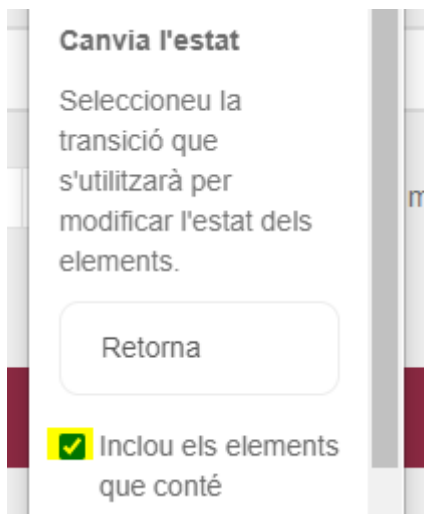 Canvia l'estat
Seleccioneu la
transició que
s'utilitzarà per
modificar l'estat dels
elements.
Retorna
Inclou els elements
que conté